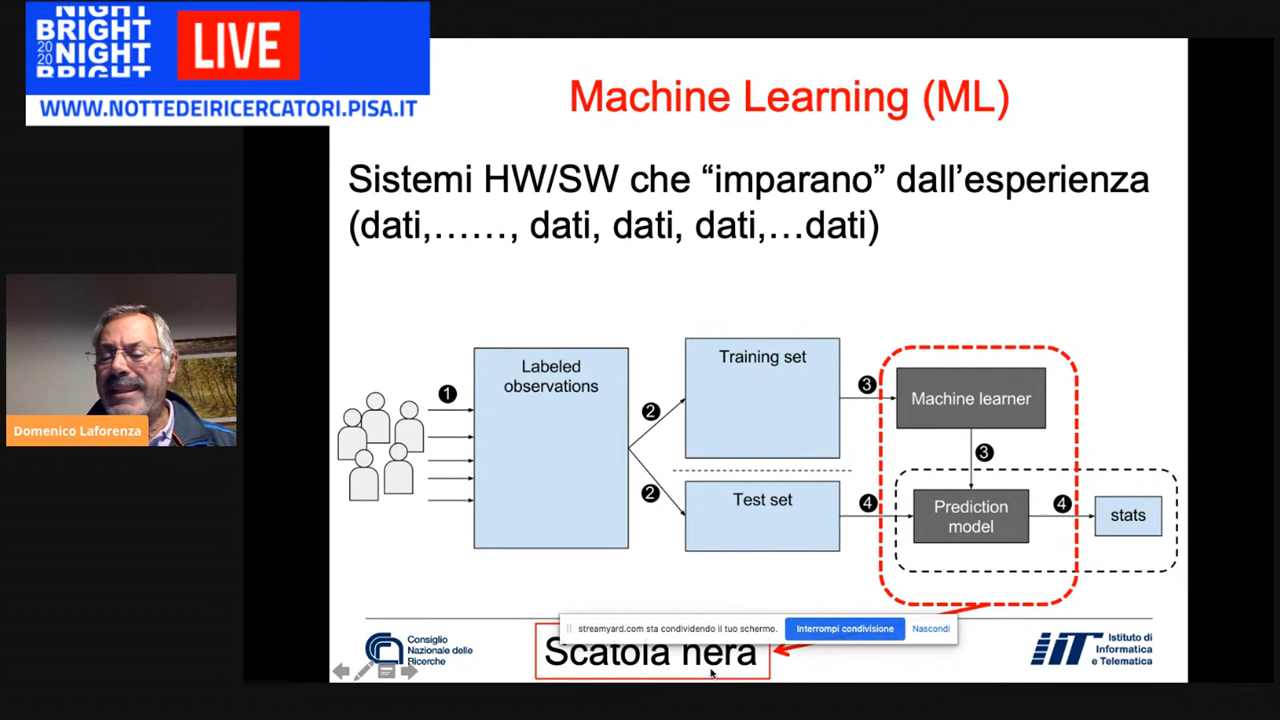 NIGHT
BRIGHT
2020 NIGHT
BRIGHT
LIVE
WWW.NOTTEDEIRICERCATORI.PISA.IT
Machine Learning (ML)
Sistemi HW/SW che “imparano” dall’esperienza
(dati,……, dati, dati, dati,…dati)
Domenico Laforenza
1
Labeled
observations
2
2
Training set
Test set
3
Machine learner
3
4
Prediction
model
4
stats
streamyard.com sta condividendo il tuo schermo.
Interrompi condivisione
Nascondi
Consiglio
Nazionale delle
Ricerche
Scatola nera
IIT
Istituto di
Informatica
e Telematica